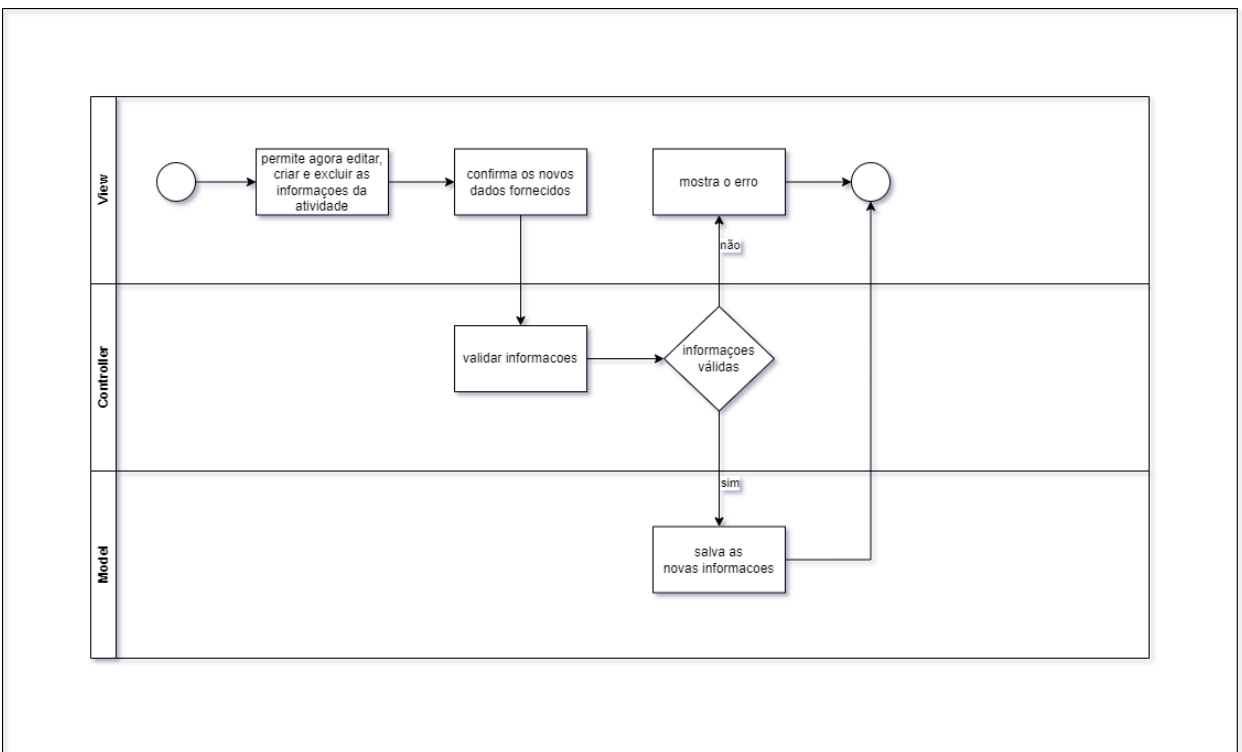 View
permite agora editar,
criar e excluir as
informaçoes da
atividade
confirma os novos
dados fornecidos
mostra o erro
não
Controller
validar informacoes
informaçoes
válidas
sim
Model
salva as
novas informacoes